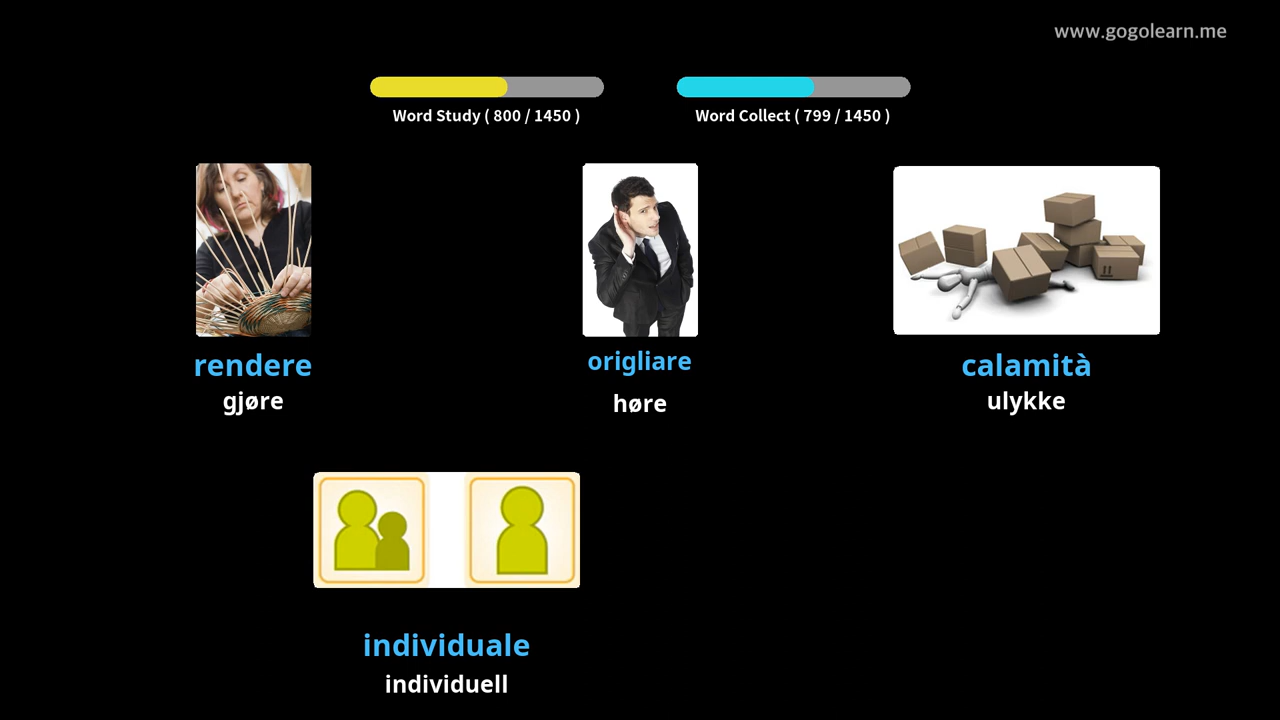 www.gogolearn.me
Word Study ( 800 / 1450 )
Word Collect ( 799 / 1450 )
rendere
gjøre
origliare
høre
calamità
ulykke
individuale
individuell